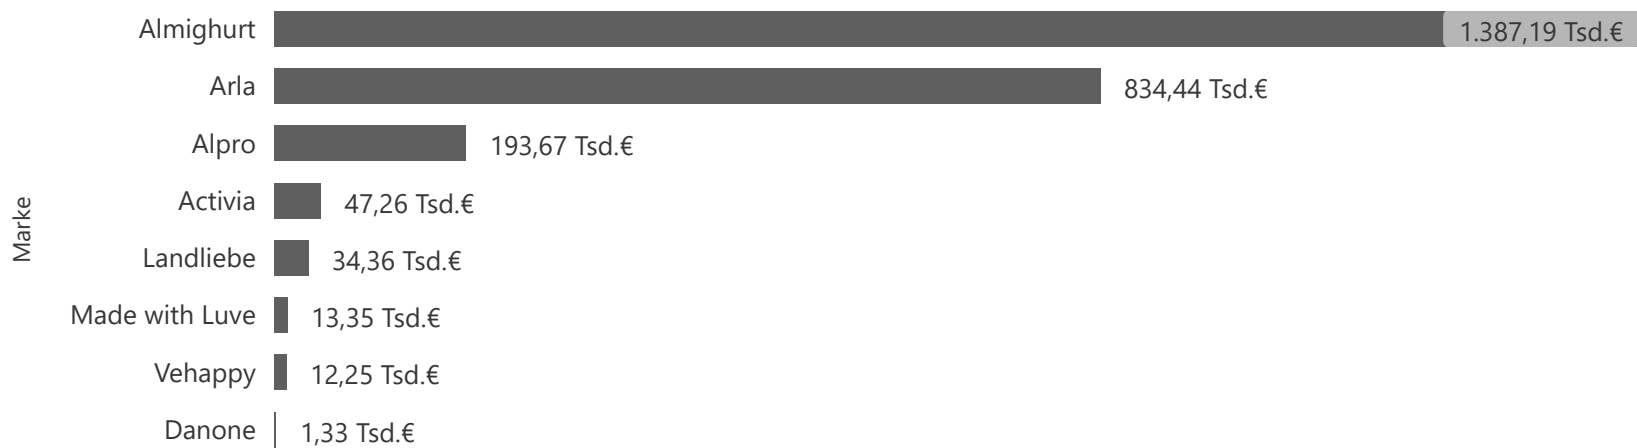 Marke
Almighurt 1.387,19 Tsd.€
Arla 834,44 Tsd.€
Alpro 193,67 Tsd.€
Activia 47,26 Tsd.€
Landliebe 34,36 Tsd.€
Made with Luve 13,35 Tsd.€
Vehappy 12,25 Tsd.€
Danone 1,33 Tsd.€